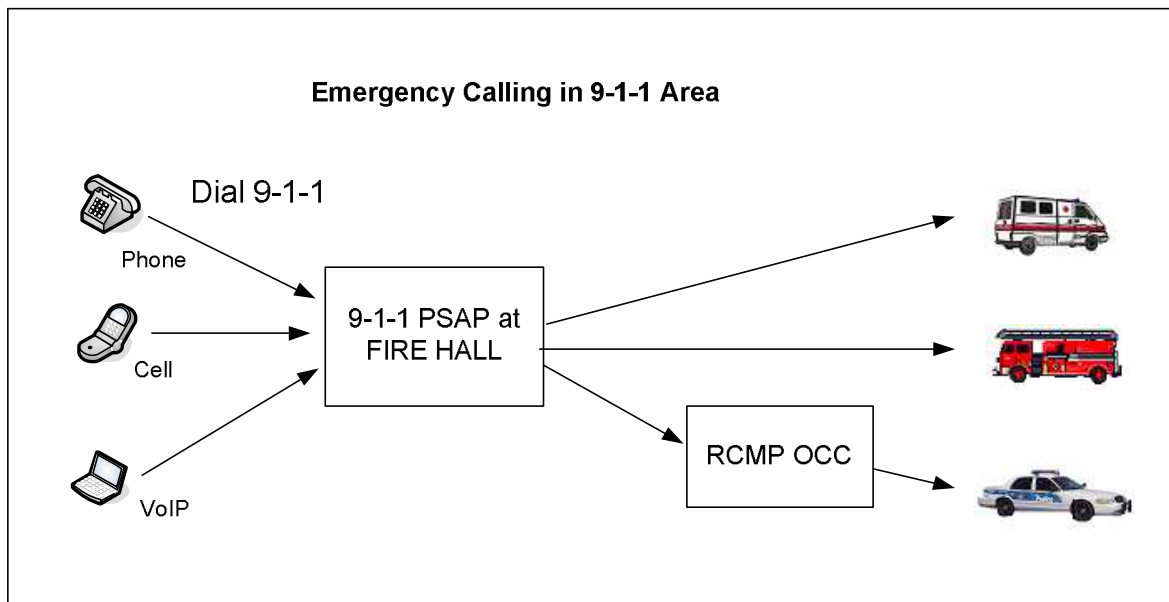 Emergency Calling in 9-1-1 Area
Dial 9-1-1
Phone
Cell
VoIP
9-1-1 PSAP at
FIRE HALL
RCMP OCC
Police